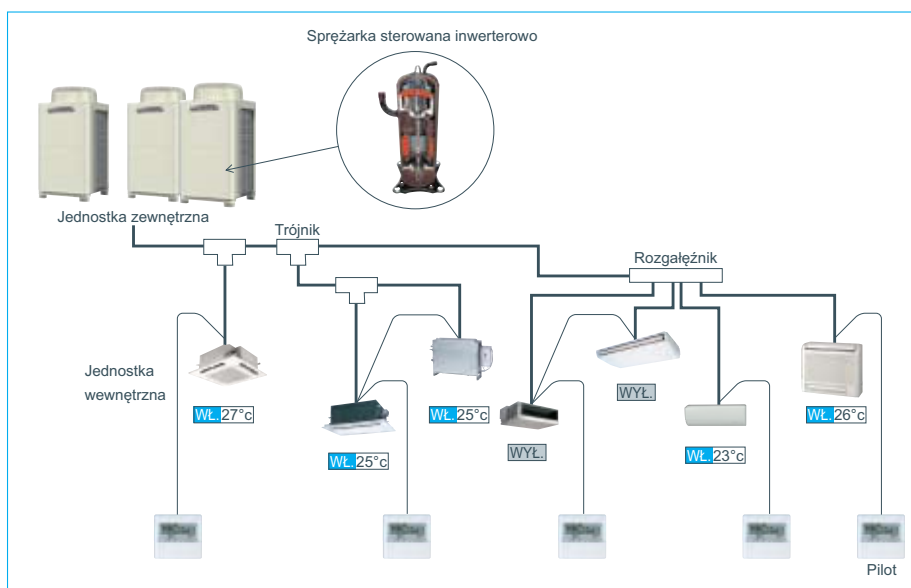 Sprężarka sterowana inwerterowo
Jednostka zewnętrzna
Trójnik
Rozgałęźnik
Jednostka
wewnętrzna
WŁ. 27°c
WŁ. 25°c
WŁ. 25°c
WYŁ.
WYŁ.
WŁ. 23°c
WŁ. 26°c
Pilot